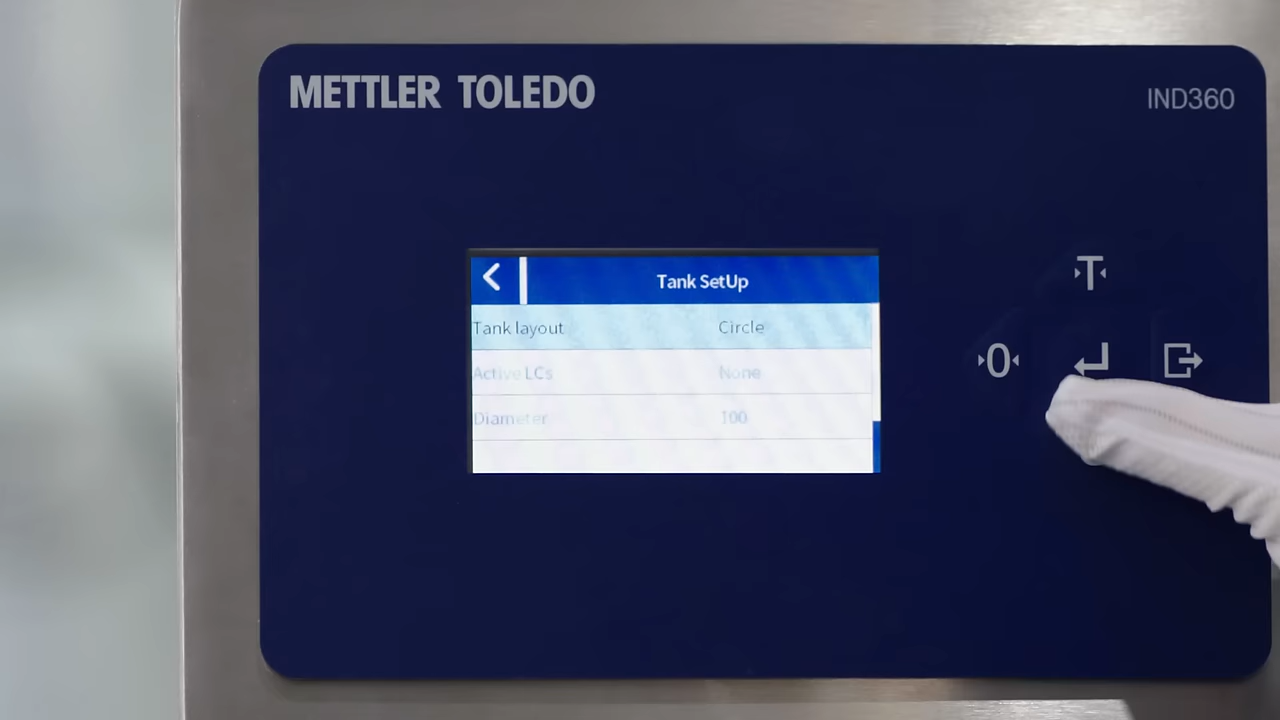 METTLER TOLEDO
IND360
Tank SetUp
Tank layout Circle
Active LCs None
Diameter 100
T
0